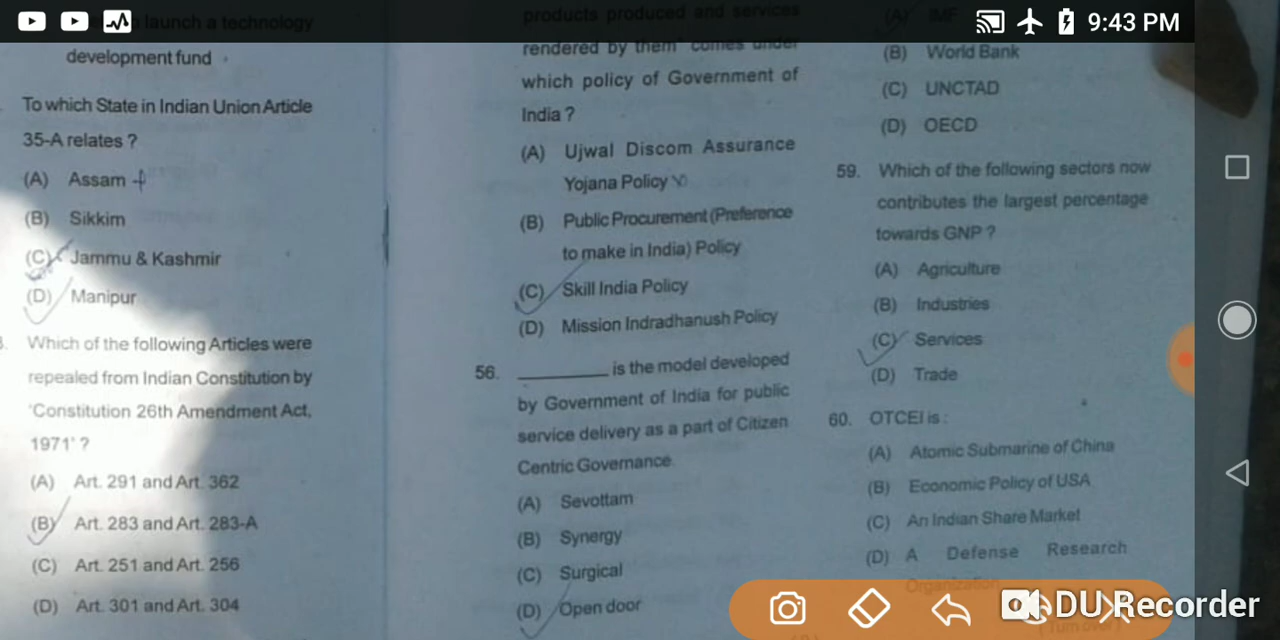 9:43 PM
launch a technology
development fund
To which State in Indian Union Article
35-A relates ?
(A) Assam
(B) Sikkim
(C) Jammu & Kashmir
(D) Manipur
Which of the following Articles were
repealed from Indian Constitution by
'Constitution 26th Amendment Act,
1971' ?
(A) Art. 291 and Art. 362
(B) Art. 283 and Art. 283-A
(C) Art. 251 and Art. 256
(D) Art. 301 and Art. 304
products produced and services
rendered by them" comes under
which policy of Government of
India ?
(A) Ujwal Discom Assurance
Yojana Policy
(B) Public Procurement (Preference
to make in India) Policy
(C) Skill India Policy
(D) Mission Indradhanush Policy
56. ________ is the model developed
by Government of India for public
service delivery as a part of Citizen
Centric Governance.
(A) Sevottam
(B) Synergy
(C) Surgical
(D) Open door
(A) IMF
(B) World Bank
(C) UNCTAD
(D) OECD
59. Which of the following sectors now
contributes the largest percentage
towards GNP ?
(A) Agriculture
(B) Industries
(C) Services
(D) Trade
60. OTCEI is :
(A) Atomic Submarine of China
(B) Economic Policy of USA
(C) An Indian Share Market
(D) A Defense Research
Organization
DU Recorder